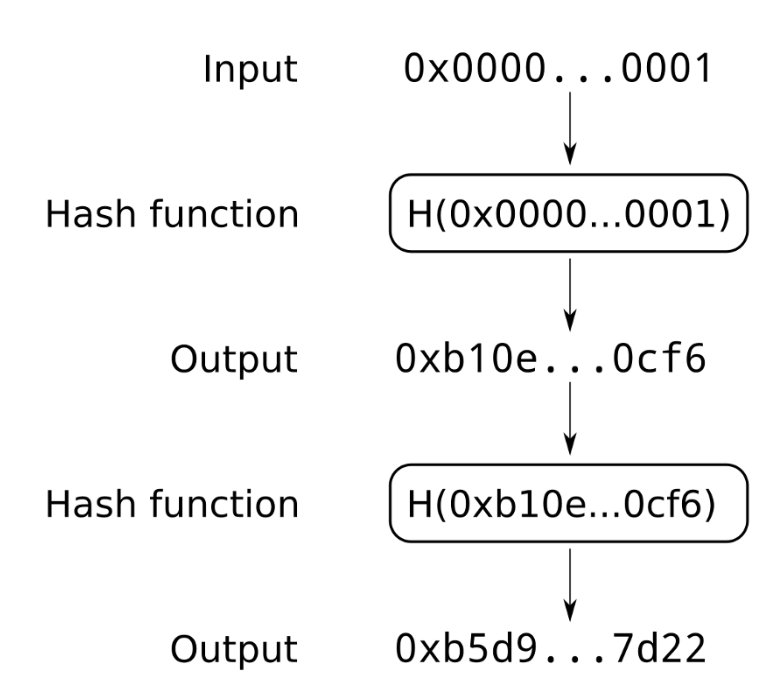 Input 0x0000...0001
Hash function H(0x0000...0001)
Output 0xb10e...0cf6
Hash function H(0xb10e...0cf6)
Output 0xb5d9...7d22